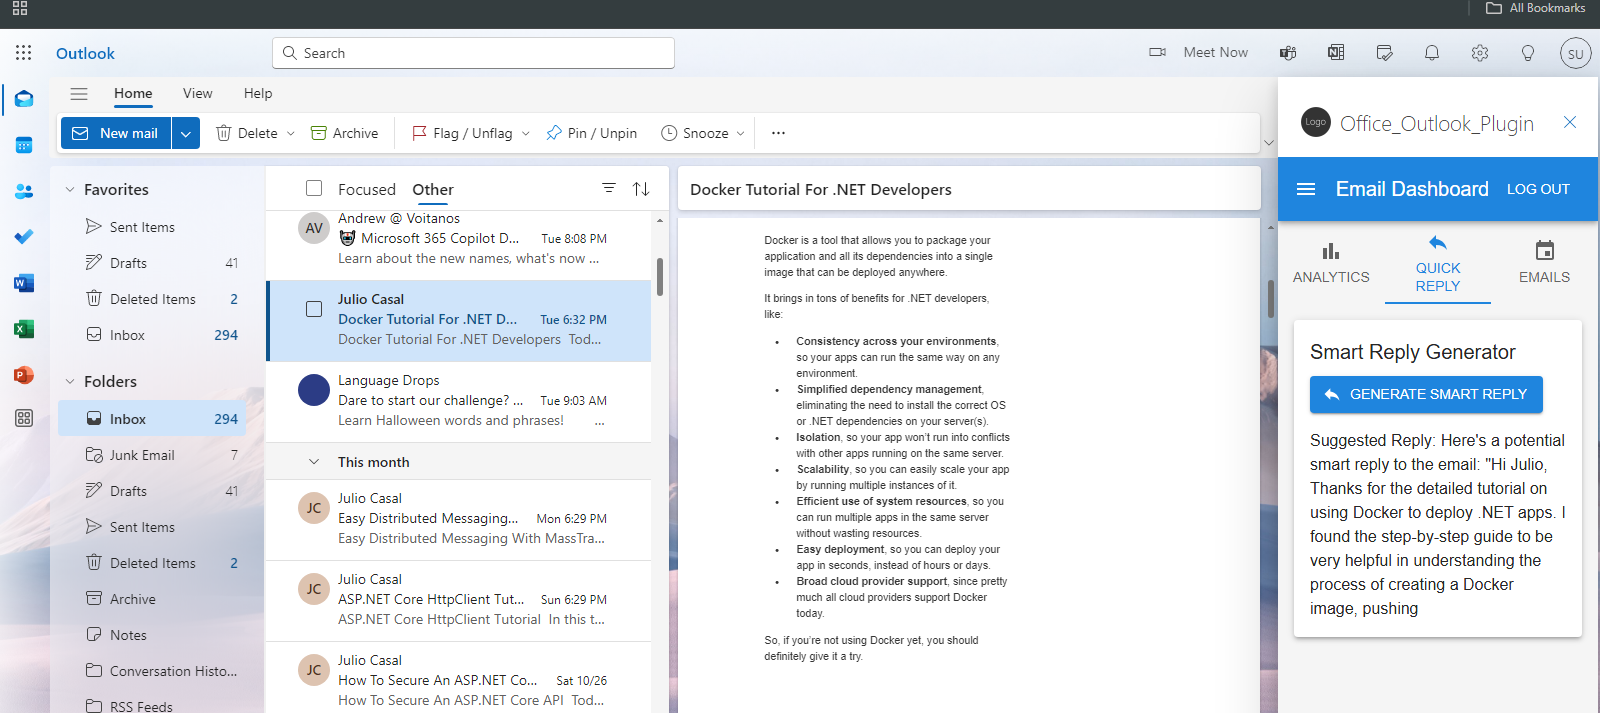 All Bookmarks
Outlook
Search
Meet Now
SU
Home
View
Help
New mail
Delete
Archive
Flag / Unflag
Pin / Unpin
Snooze
Favorites
Sent Items
Drafts 41
Deleted Items 2
Inbox 294
Folders
Inbox 294
Junk Email 7
Drafts 41
Sent Items
Deleted Items 2
Archive
Notes
Conversation Histo...
RSS Feeds
Focused
Other
AV
Andrew @ Voitanos
Microsoft 365 Copilot D... Tue 8:08 PM
Learn about the new names, what's now ...
Julio Casal
Docker Tutorial For .NET D... Tue 6:32 PM
Docker Tutorial For .NET Developers Tod...
Language Drops
Dare to start our challenge? ... Tue 9:03 AM
Learn Halloween words and phrases! ...
This month
JC
Julio Casal
Easy Distributed Messaging... Mon 6:29 PM
Easy Distributed Messaging With MassTra...
JC
Julio Casal
ASP.NET Core HttpClient Tut... Sun 6:29 PM
ASP.NET Core HttpClient Tutorial In this t...
JC
Julio Casal
How To Secure An ASP.NET Co... Sat 10/26
How To Secure An ASP.NET Core API Tod...
Docker Tutorial For .NET Developers
Docker is a tool that allows you to package your
application and all its dependencies into a single
image that can be deployed anywhere.
It brings in tons of benefits for .NET developers,
like:
• Consistency across your environments,
so your apps can run the same way on any
environment.
• Simplified dependency management,
eliminating the need to install the correct OS
or .NET dependencies on your server(s).
• Isolation, so your app won't run into conflicts
with other apps running on the same server.
• Scalability, so you can easily scale your app
by running multiple instances of it.
• Efficient use of system resources, so you
can run multiple apps in the same server
without wasting resources.
• Easy deployment, so you can deploy your
app in seconds, instead of hours or days.
• Broad cloud provider support, since pretty
much all cloud providers support Docker
today.
So, if you're not using Docker yet, you should
definitely give it a try.
Logo
Office_Outlook_Plugin
Email Dashboard
LOG OUT
ANALYTICS
QUICK
REPLY
EMAILS
Smart Reply Generator
GENERATE SMART REPLY
Suggested Reply: Here's a potential
smart reply to the email: "Hi Julio,
Thanks for the detailed tutorial on
using Docker to deploy .NET apps. I
found the step-by-step guide to be
very helpful in understanding the
process of creating a Docker
image, pushing